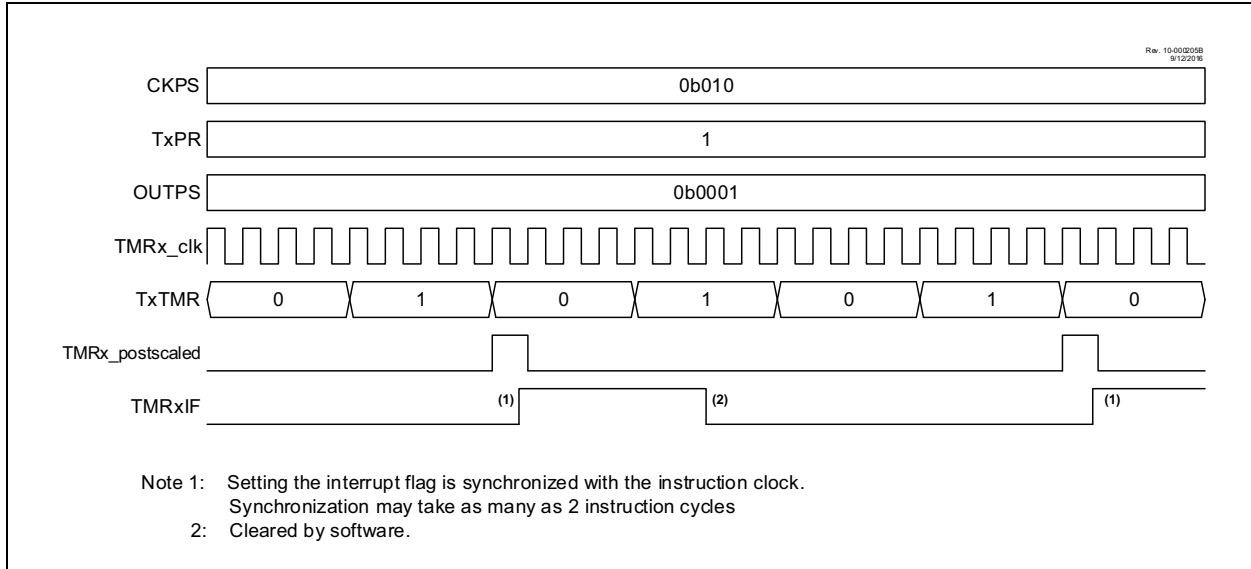 Rev. 10-000205B
9/12/2016
CKPS 0b010
TxPR 1
OUTPS 0b0001
TMRx_clk
TxTMR 0 1 0 1 0 1 0
TMRx_postscaled
TMRxIF (1) (2) (1)
Note 1: Setting the interrupt flag is synchronized with the instruction clock.
Synchronization may take as many as 2 instruction cycles
2: Cleared by software.